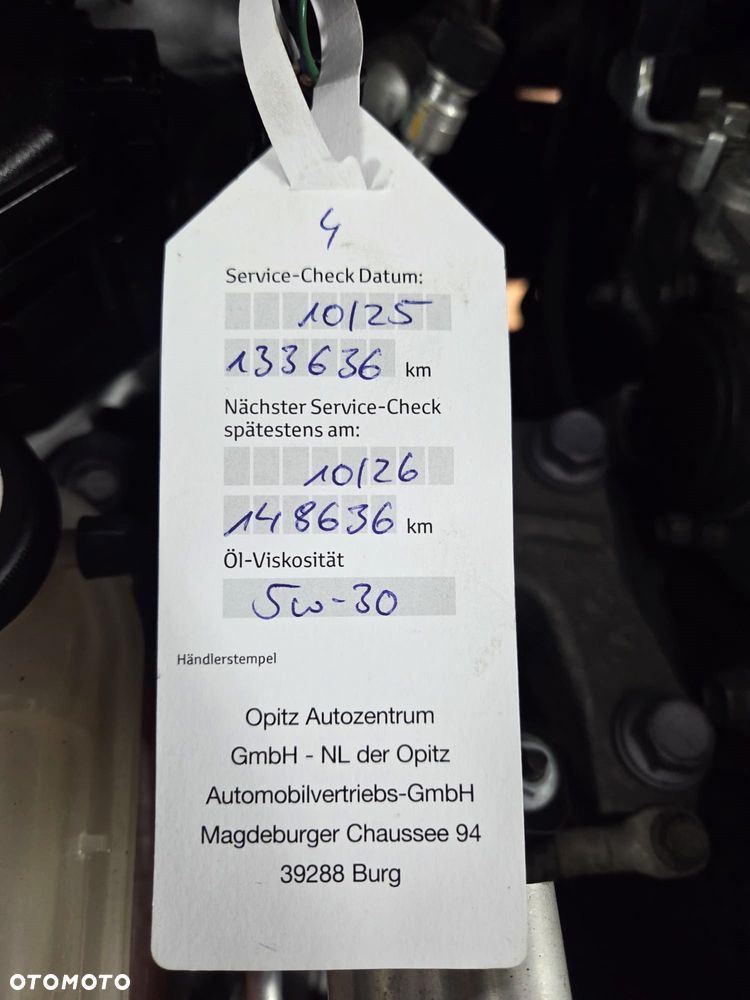 4
Service-Check Datum:
10/25
133636 km
Nächster Service-Check
spätestens am:
10/26
148636 km
Öl-Viskosität
5w-30
Händlerstempel
Opitz Autozentrum
GmbH - NL der Opitz
Automobilvertriebs-GmbH
Magdeburger Chaussee 94
39288 Burg
OTOMOTO